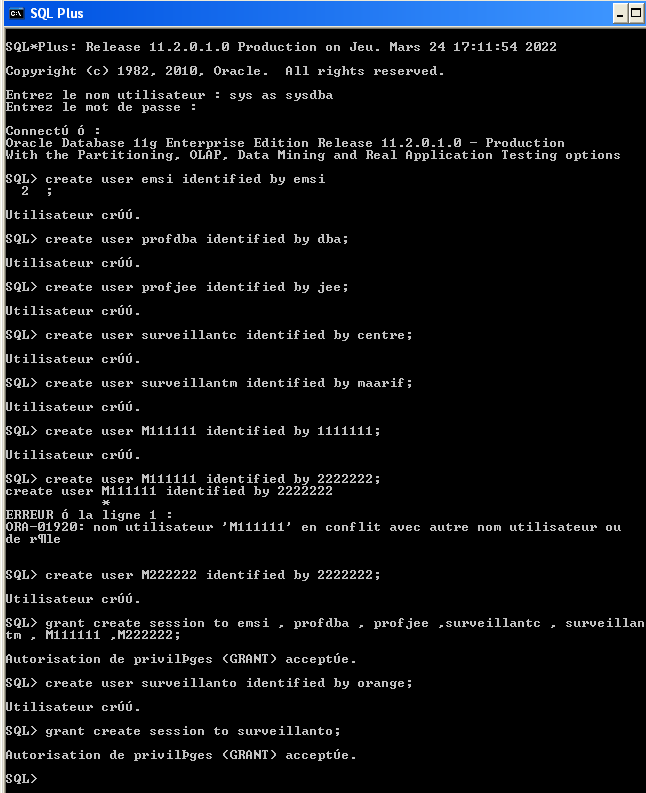 SQL Plus
SQL*Plus: Release 11.2.0.1.0 Production on Jeu. Mars 24 17:11:54 2022
Copyright (c) 1982, 2010, Oracle.  All rights reserved.
Entrez le nom utilisateur : sys as sysdba
Entrez le mot de passe :
Connectú ó :
Oracle Database 11g Enterprise Edition Release 11.2.0.1.0 - Production
With the Partitioning, OLAP, Data Mining and Real Application Testing options
SQL> create user emsi identified by emsi
  2  ;
Utilisateur crúú.
SQL> create user profdba identified by dba;
Utilisateur crúú.
SQL> create user profjee identified by jee;
Utilisateur crúú.
SQL> create user surveillantc identified by centre;
Utilisateur crúú.
SQL> create user surveillantm identified by maarif;
Utilisateur crúú.
SQL> create user M111111 identified by 1111111;
Utilisateur crúú.
SQL> create user M111111 identified by 2222222;
create user M111111 identified by 2222222
            *
ERREUR ó la ligne 1 :
ORA-01920: nom utilisateur 'M111111' en conflit avec autre nom utilisateur ou
de r¶le
SQL> create user M222222 identified by 2222222;
Utilisateur crúú.
SQL> grant create session to emsi , profdba , profjee ,surveillantc , surveillan
tm , M111111 ,M222222;
Autorisation de privilÞges (GRANT) acceptúe.
SQL> create user surveillanto identified by orange;
Utilisateur crúú.
SQL> grant create session to surveillanto;
Autorisation de privilÞges (GRANT) acceptúe.
SQL>